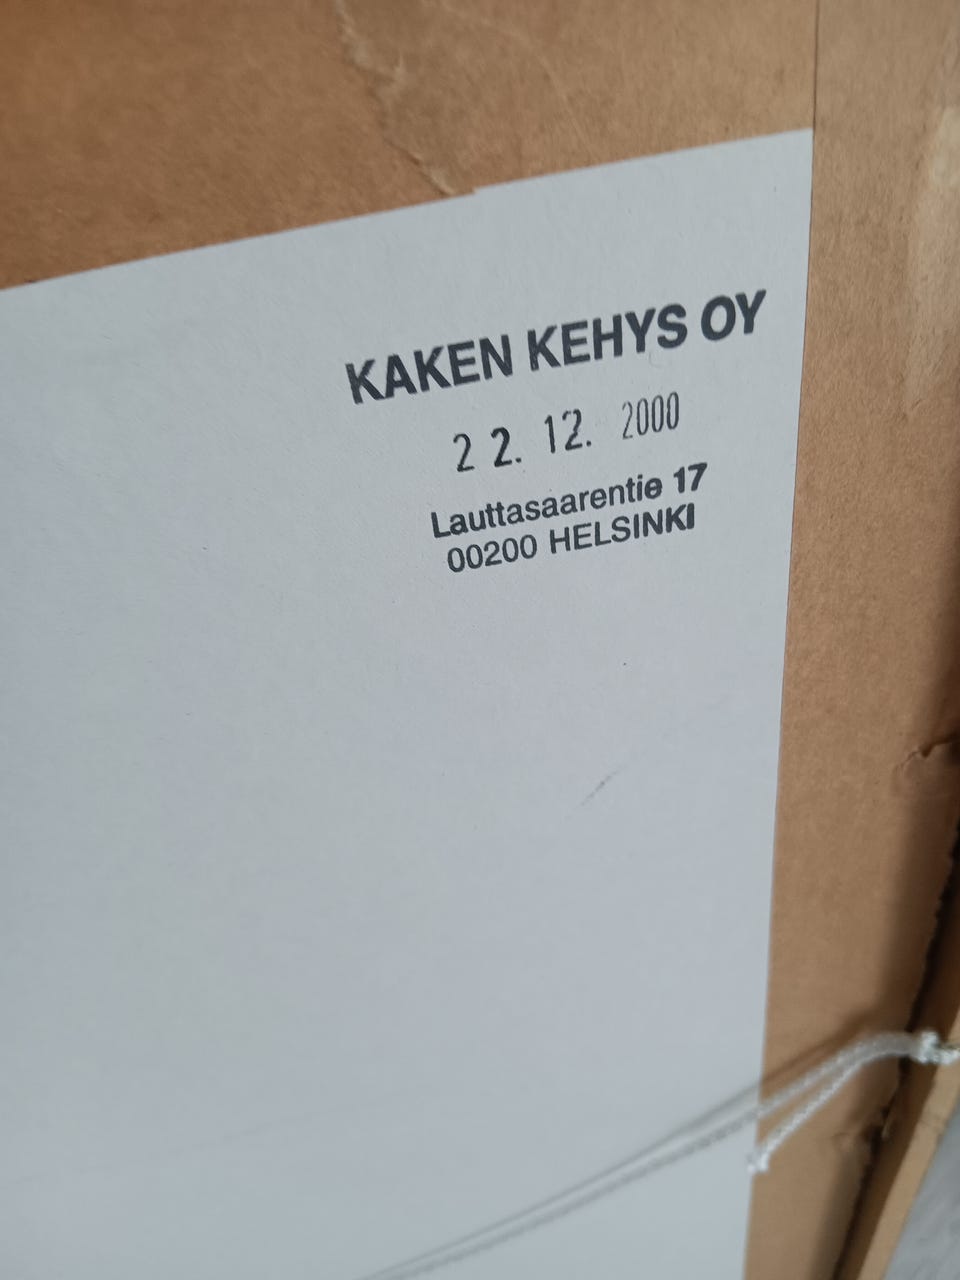 KAKEN KEHYS OY
22. 12. 2000
Lauttasaarentie 17
00200 HELSINKI